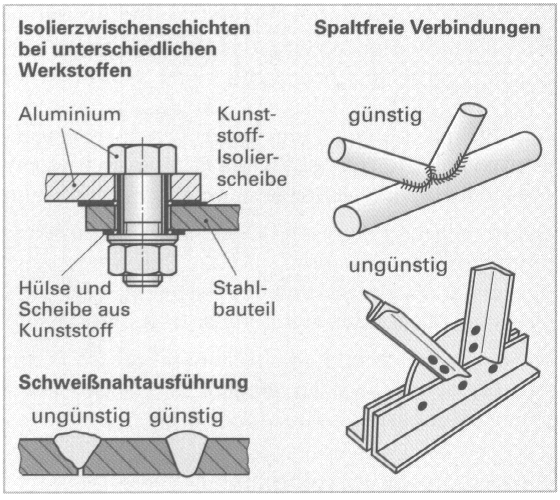 Isolierzwischenschichten
bei unterschiedlichen
Werkstoffen
Aluminium
Kunst-
stoff-
Isolier-
scheibe
Hülse und
Scheibe aus
Kunststoff
Stahl-
bauteil
Schweißnahtausführung
ungünstig günstig
Spaltfreie Verbindungen
günstig
ungünstig